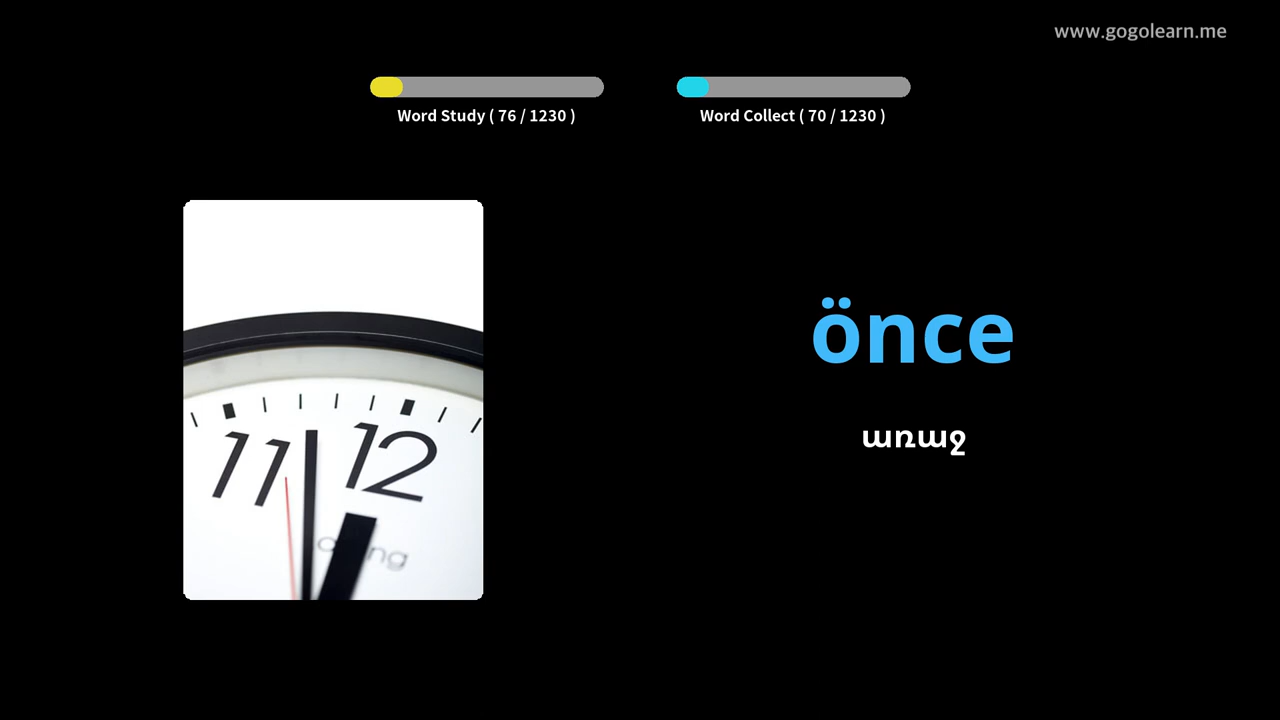 www.gogolearn.me
Word Study ( 76 / 1230 )
Word Collect ( 70 / 1230 )
11 12
önce
առաջ